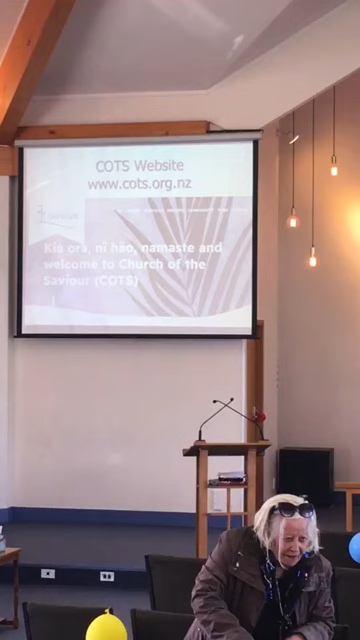 COTS Website
www.cots.org.nz
Kia ora, nǐ hǎo, namaste and
welcome to Church of the
Saviour (COTS)